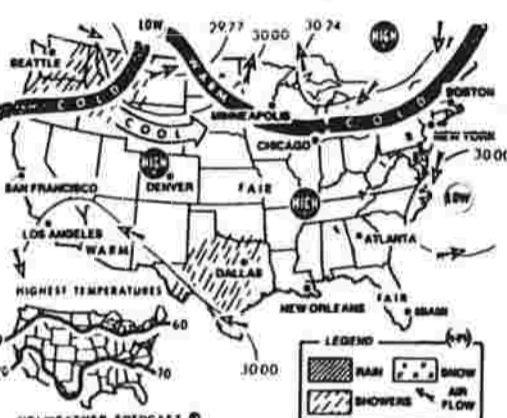 LOW
29.77
30.00
30.24
HIGH
SEATTLE
COLD
WARM
MINNEAPOLIS
COLD
BOSTON
COOL
CHICAGO
NEW YORK
30.00
HIGH
DENVER
FAIR
HIGH
LOW
SAN FRANCISCO
LOS ANGELES
WARM
ATLANTA
DALLAS
HIGHEST TEMPERATURES
NEW ORLEANS
FAIR
MIAMI
60
70
30.00
LEGEND
RAIN
SNOW
SHOWERS
AIR
FLOW